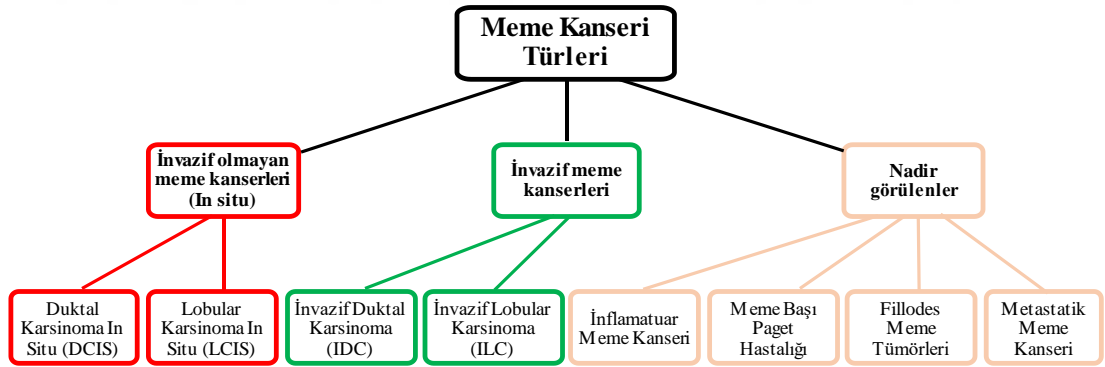 Meme Kanseri
Türleri
İnvazif olmayan
meme kanserleri
(In situ)
İnvazif meme
kanserleri
Nadir
görülenler
Duktal
Karsinoma In
Situ (DCIS)
Lobular
Karsinoma In
Situ (LCIS)
İnvazif Duktal
Karsinoma
(IDC)
İnvazif Lobular
Karsinoma
(ILC)
İnflamatuar
Meme Kanseri
Meme Başı
Paget
Hastalığı
Fillodes
Meme
Tümörleri
Metastatik
Meme
Kanseri